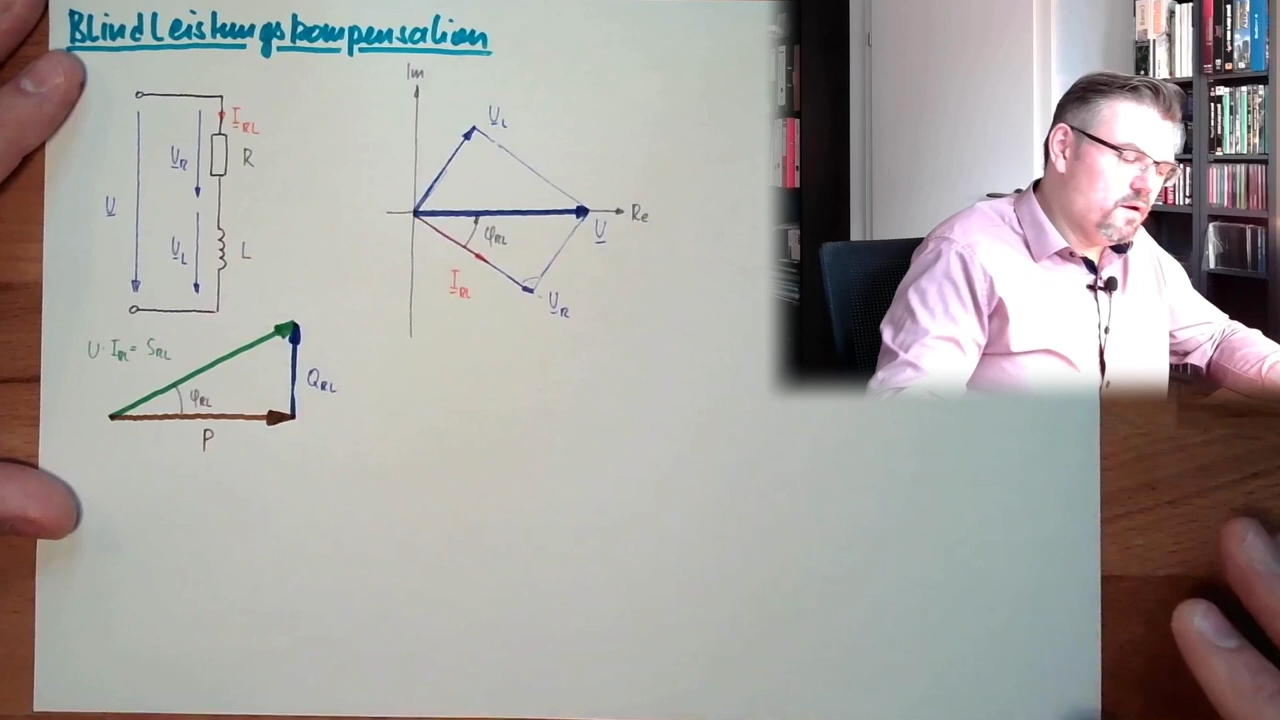 Blindleistungskompensation
Im
I_RL
U_L
U_R
R
U
Re
U
φ_RL
U_L
L
I_RL
U_R
U · I_RL = S_RL
φ_RL
Q_RL
P